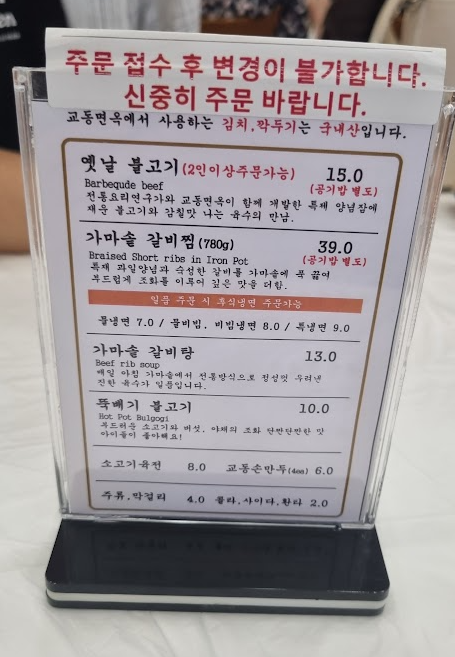 주문 접수 후 변경이 불가합니다.
신중히 주문 바랍니다.
교동면옥에서 사용하는 김치,깍두기는 국내산입니다.
옛날 불고기(2인이상주문가능) 15.0
Barbequde beef (공기밥 별도)
전통요리연구가와 교동면옥이 함께 개발한 특제 양념장에
재운 불고기와 감칠맛 나는 육수의 만남.
가마솥 갈비찜(780g) 39.0
Braised Short ribs in Iron Pot (공기밥 별도)
특제 과일양념과 숙성한 갈비를 가마솥에 푹 끓여
부드럽게 조화를 이루어 깊은 맛을 더함.
일품 주문 시 후식냉면 주문가능
물냉면 7.0 / 물비빔, 비빔냉면 8.0 / 특냉면 9.0
가마솥 갈비탕 13.0
Beef rib soup
매일 아침 가마솥에서 전통방식으로 정성껏 우려낸
진한 육수가 일품입니다.
뚝배기 불고기 10.0
Hot Pot Bulgogi
부드러운 소고기와 버섯, 야채의 조화 단짠단짠한 맛
아이들이 좋아해요!
소고기육전 8.0 교동손만두(4ea) 6.0
주류,막걸리 4.0 콜라,사이다,환타 2.0